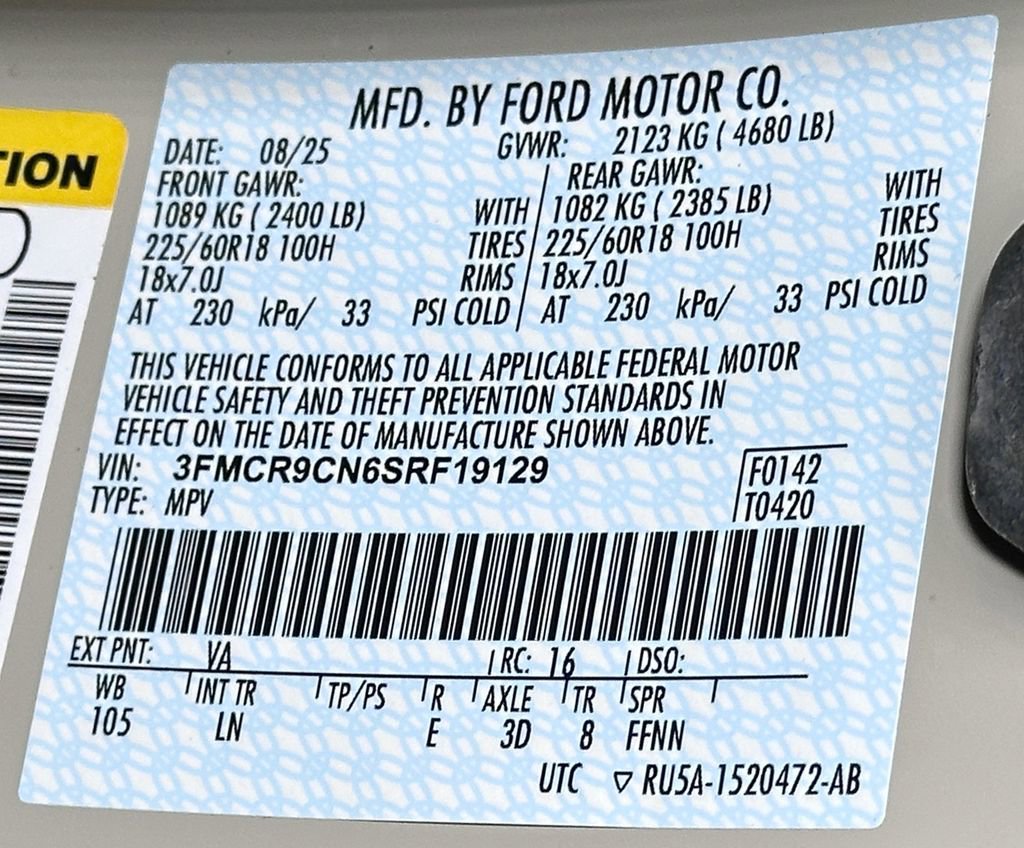 TION
MFD. BY FORD MOTOR CO.
DATE: 08/25 GVWR: 2123 KG ( 4680 LB)
FRONT GAWR: REAR GAWR:
1089 KG ( 2400 LB) WITH 1082 KG ( 2385 LB) WITH
225/60R18 100H TIRES 225/60R18 100H TIRES
18x7.0J RIMS 18x7.0J RIMS
AT 230 kPa/ 33 PSI COLD AT 230 kPa/ 33 PSI COLD
THIS VEHICLE CONFORMS TO ALL APPLICABLE FEDERAL MOTOR
VEHICLE SAFETY AND THEFT PREVENTION STANDARDS IN
EFFECT ON THE DATE OF MANUFACTURE SHOWN ABOVE.
VIN: 3FMCR9CN6SRF19129 F0142
TYPE: MPV T0420
EXT PNT: VA RC: 16 DSO:
WB INT TR TP/PS R AXLE TR SPR
105 LN E 3D 8 FFNN
UTC ▽ RU5A-1520472-AB